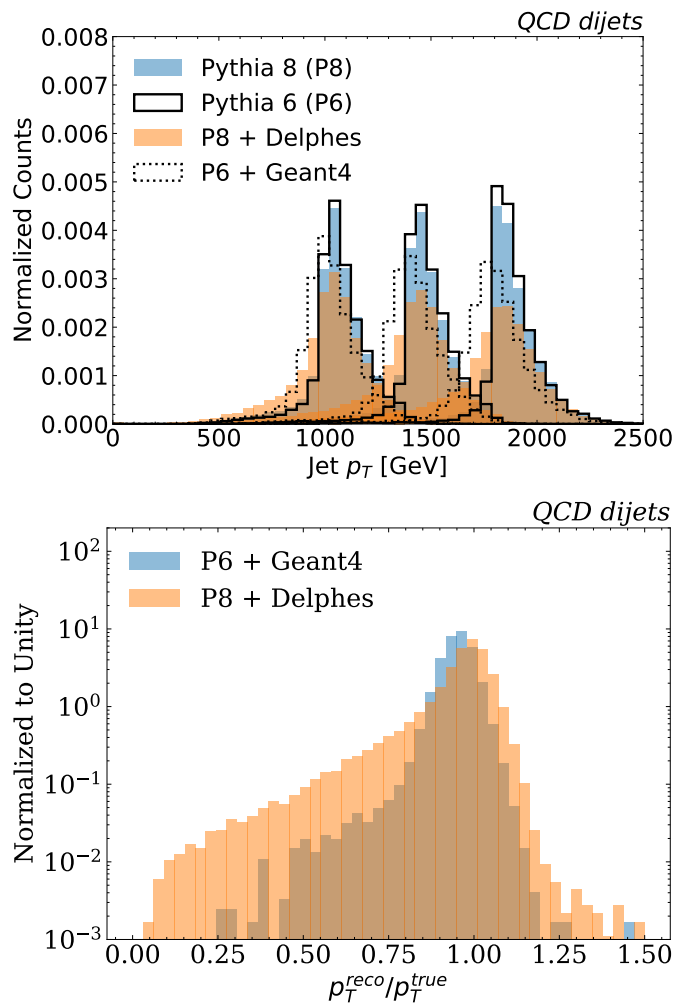 QCD dijets
0.008
0.007
0.006
0.005
0.004
0.003
0.002
0.001
0.000
Normalized Counts
Pythia 8 (P8)
Pythia 6 (P6)
P8 + Delphes
P6 + Geant4
0 500 1000 1500 2000 2500
Jet p_T [GeV]
QCD dijets
10^2
10^1
10^0
10^−1
10^−2
10^−3
Normalized to Unity
P6 + Geant4
P8 + Delphes
0.00 0.25 0.50 0.75 1.00 1.25 1.50
p_T^reco/p_T^true